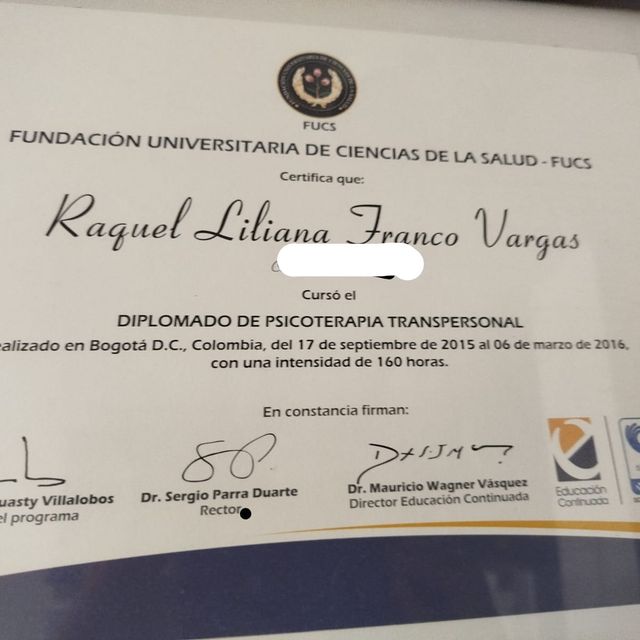 FUCS
FUNDACIÓN UNIVERSITARIA DE CIENCIAS DE LA SALUD - FUCS
Certifica que:
Raquel Liliana Franco Vargas
Cursó el
DIPLOMADO DE PSICOTERAPIA TRANSPERSONAL
ealizado en Bogotá D.C., Colombia, del 17 de septiembre de 2015 al 06 de marzo de 2016,
con una intensidad de 160 horas.
En constancia firman:
uasty Villalobos
el programa
Dr. Sergio Parra Duarte
Rector
Dr. Mauricio Wagner Vásquez
Director Educación Continuada
Educación
Continuada